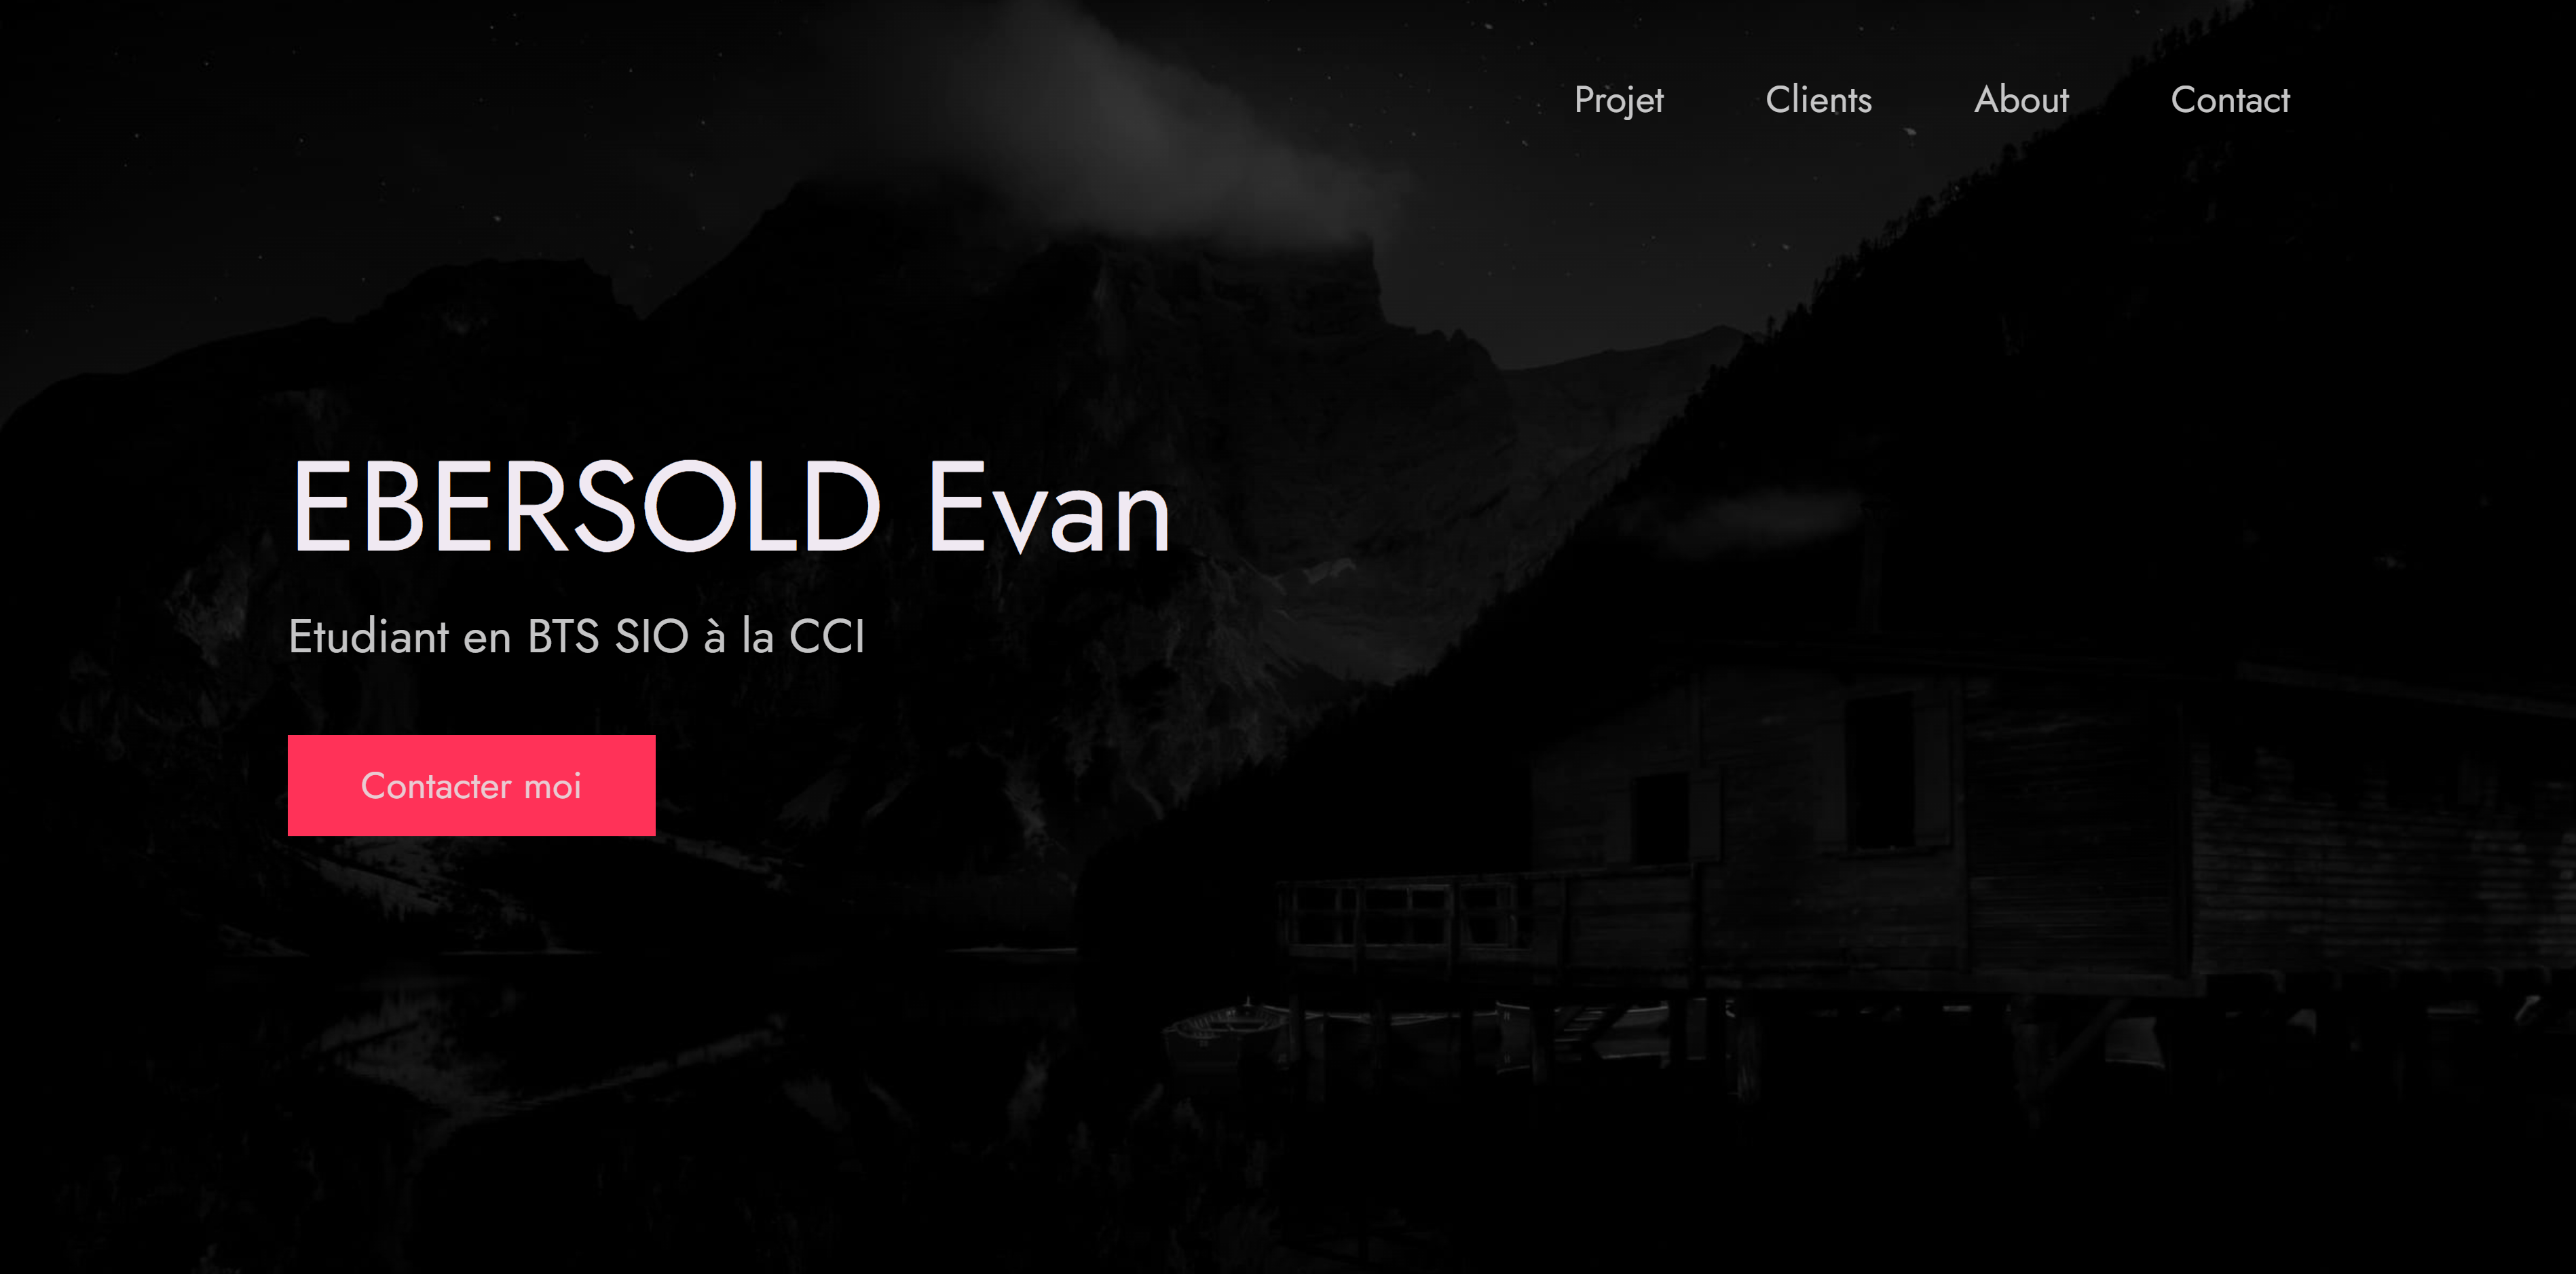 Projet Clients About Contact
EBERSOLD Evan
Etudiant en BTS SIO à la CCI
Contacter moi